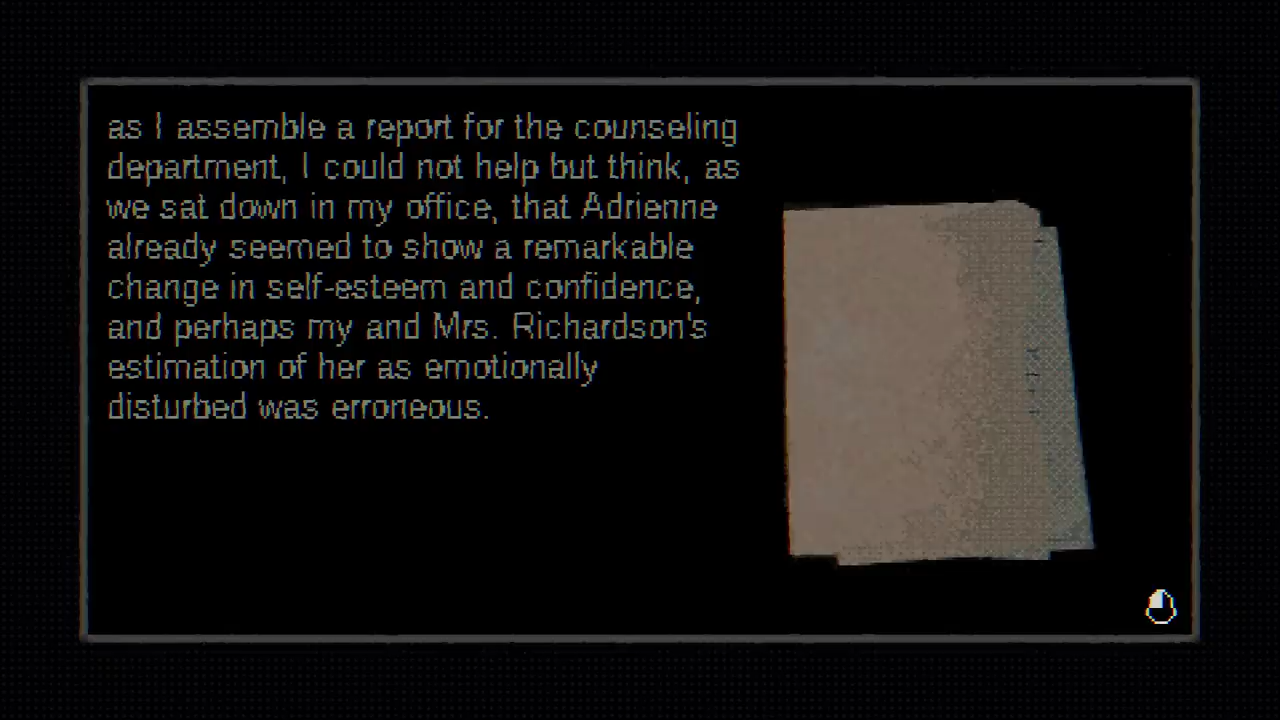 as I assemble a report for the counseling
department, I could not help but think, as
we sat down in my office, that Adrienne
already seemed to show a remarkable
change in self-esteem and confidence,
and perhaps my and Mrs. Richardson's
estimation of her as emotionally
disturbed was erroneous.